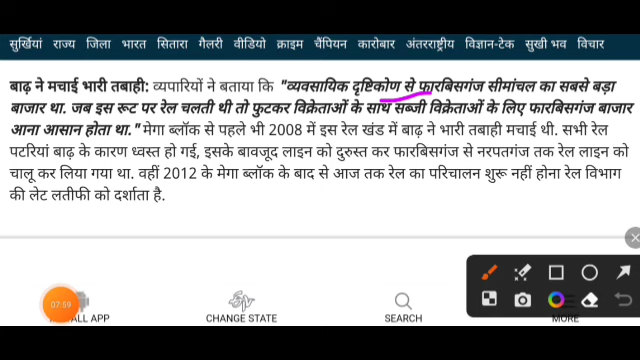 सुर्खियां राज्य जिला भारत सितारा गैलरी वीडियो क्राइम चैंपियन कारोबार अंतरराष्ट्रीय विज्ञान-टेक सुखी भव विचार
बाढ़ ने मचाई भारी तबाही: व्यपारियों ने बताया कि "व्यवसायिक दृष्टिकोण से फारबिसगंज सीमांचल का सबसे बड़ा
बाजार था. जब इस रूट पर रेल चलती थी तो फुटकर विक्रेताओं के साथ सब्जी विक्रेताओं के लिए फारबिसगंज बाजार
आना आसान होता था." मेगा ब्लॉक से पहले भी 2008 में इस रेल खंड में बाढ़ ने भारी तबाही मचाई थी. सभी रेल
पटरियां बाढ़ के कारण ध्वस्त हो गई, इसके बावजूद लाइन को दुरुस्त कर फारबिसगंज से नरपतगंज तक रेल लाइन को
चालू कर लिया गया था. वहीं 2012 के मेगा ब्लॉक के बाद से आज तक रेल का परिचालन शुरू नहीं होना रेल विभाग
की लेट लतीफी को दर्शाता है.
07:59
ALL APP
CHANGE STATE
SEARCH
MORE